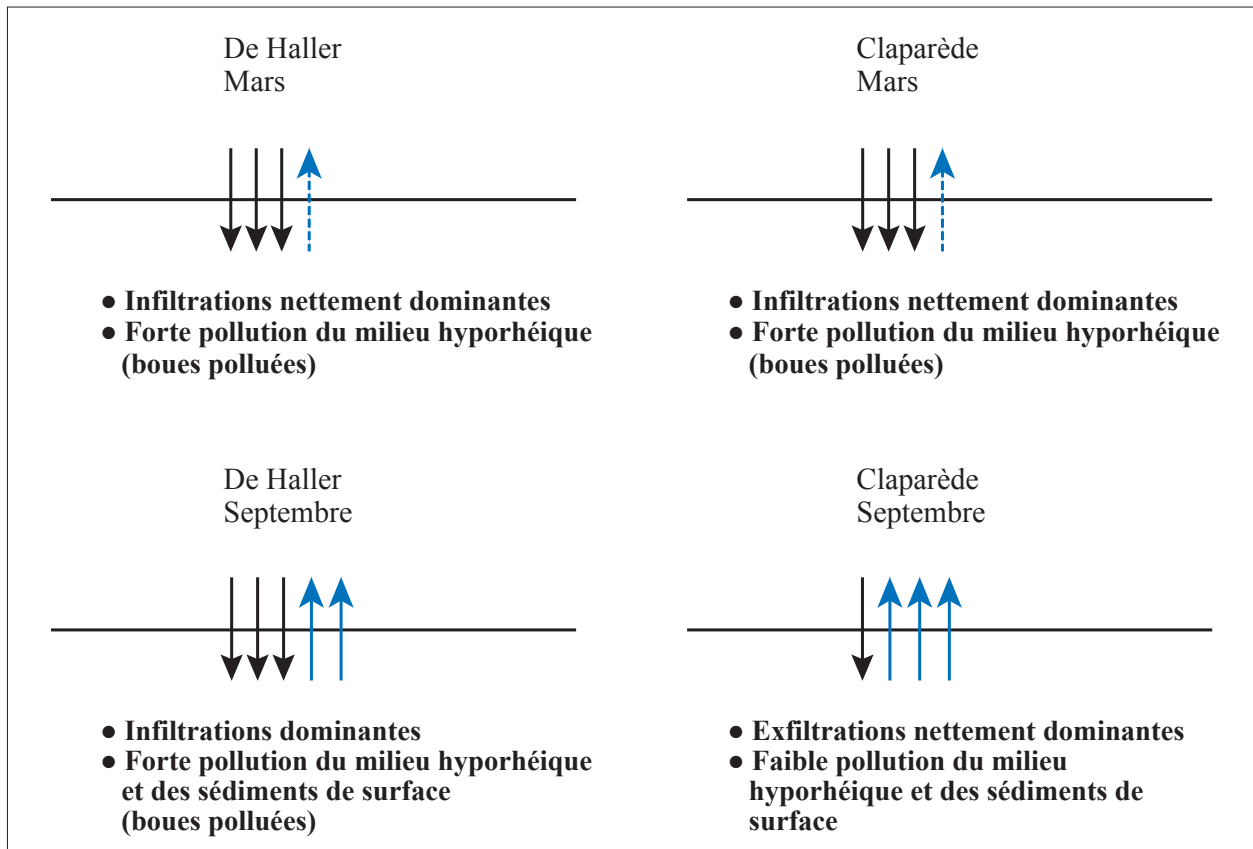 De Haller
Mars
● Infiltrations nettement dominantes
● Forte pollution du milieu hyporhéique
(boues polluées)
Claparède
Mars
● Infiltrations nettement dominantes
● Forte pollution du milieu hyporhéique
(boues polluées)
De Haller
Septembre
● Infiltrations dominantes
● Forte pollution du milieu hyporhéique
et des sédiments de surface
(boues polluées)
Claparède
Septembre
● Exfiltrations nettement dominantes
● Faible pollution du milieu
hyporhéique et des sédiments de
surface